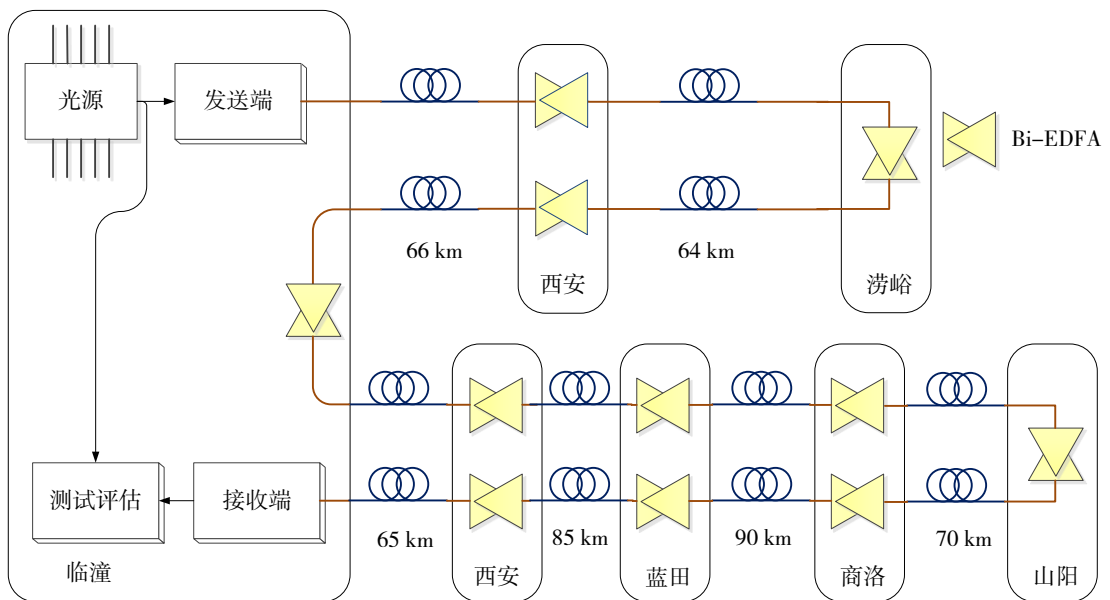 光源
发送端
Bi-EDFA
66 km
64 km
西安
涝峪
测试评估
接收端
65 km
85 km
90 km
70 km
临潼
西安
蓝田
商洛
山阳